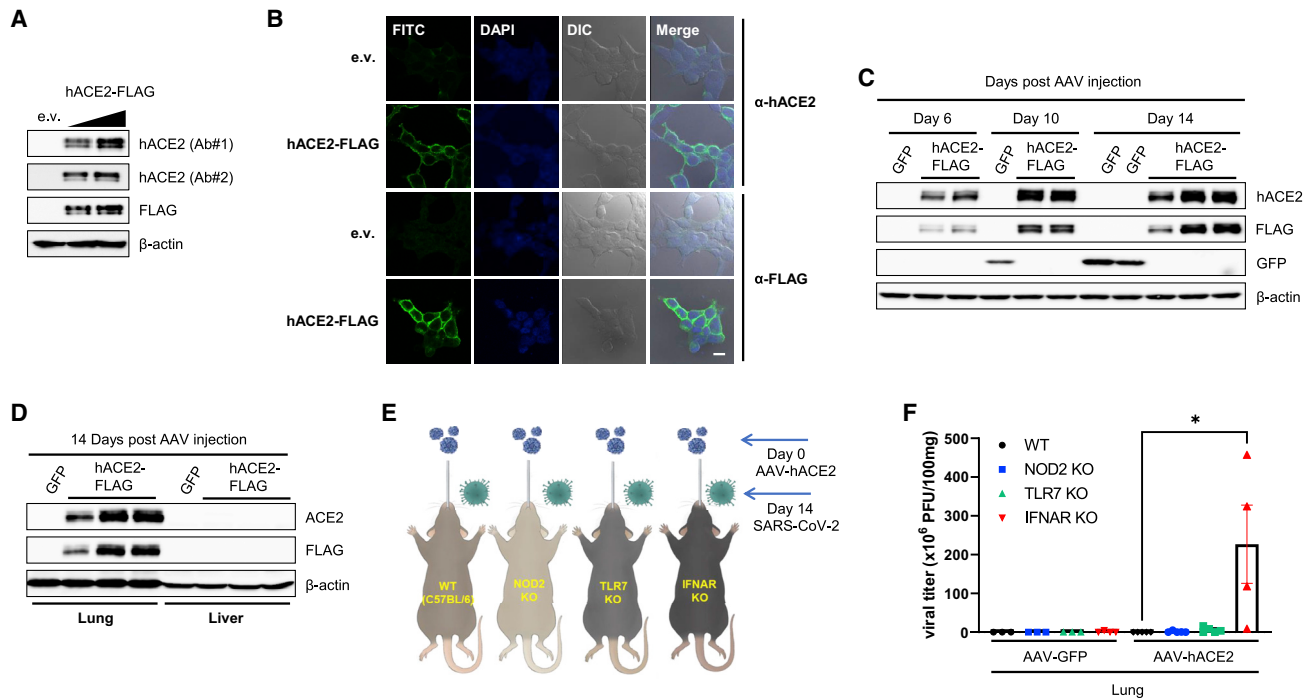 A
hACE2-FLAG
e.v.
hACE2 (Ab#1)
hACE2 (Ab#2)
FLAG
β-actin
B
FITC DAPI DIC Merge
e.v.
hACE2-FLAG
α-hACE2
e.v.
hACE2-FLAG
α-FLAG
C
Days post AAV injection
Day 6 Day 10 Day 14
GFP hACE2-FLAG GFP hACE2-FLAG GFP GFP hACE2-FLAG
hACE2
FLAG
GFP
β-actin
D
14 Days post AAV injection
GFP hACE2-FLAG GFP hACE2-FLAG
ACE2
FLAG
β-actin
Lung Liver
E
Day 0
AAV-hACE2
Day 14
SARS-CoV-2
WT
(C57BL/6)
NOD2
KO
TLR7
KO
IFNAR
KO
F
viral titer (x10⁶ PFU/100mg)
500
400
300
200
100
0
WT
NOD2 KO
TLR7 KO
IFNAR KO
*
AAV-GFP AAV-hACE2
Lung